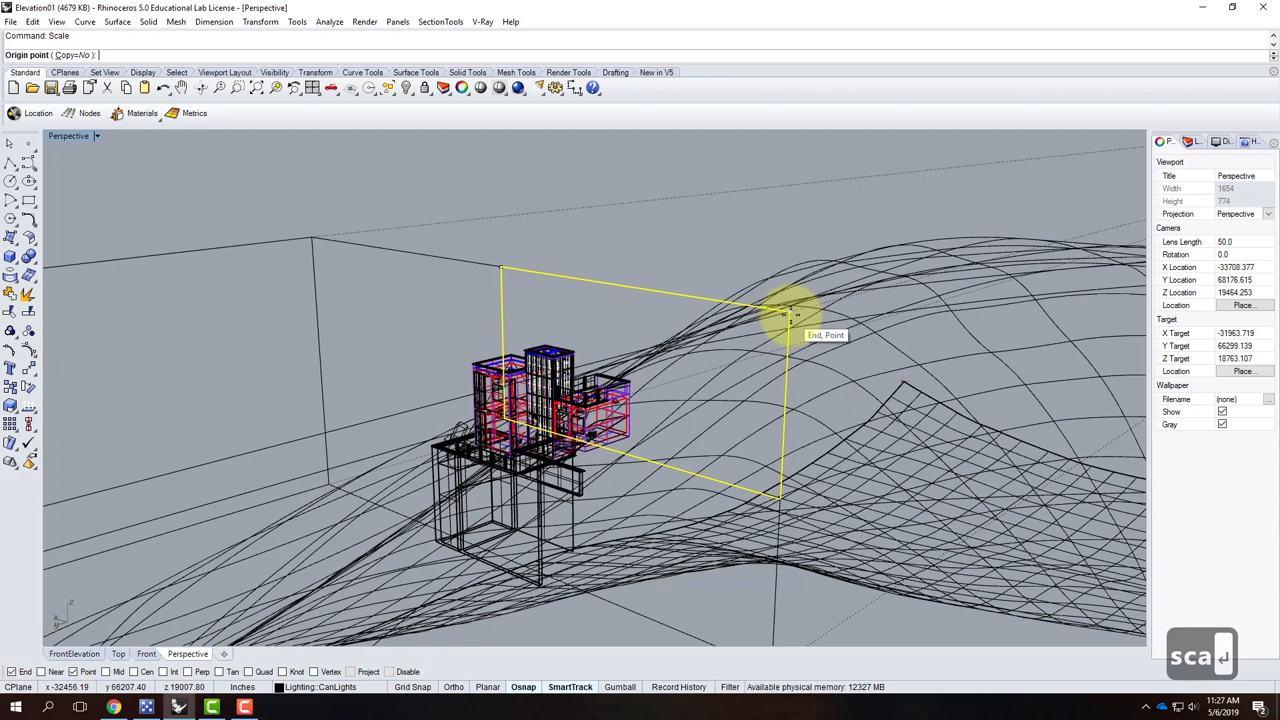 Elevation01 (4679 KB) - Rhinoceros 5.0 Educational Lab License - [Perspective]
File Edit View Curve Surface Solid Mesh Dimension Transform Tools Analyze Render Panels SectionTools V-Ray Help
Command: Scale
Origin point ( Copy=No ):
Standard CPlanes Set View Display Select Viewport Layout Visibility Transform Curve Tools Surface Tools Solid Tools Mesh Tools Render Tools Drafting New in V5
Location Nodes Materials Metrics
Perspective
P... L... Di... H...
Viewport
Title Perspective
Width 1654
Height 774
Projection Perspective
Camera
Lens Length 50.0
Rotation 0.0
X Location -33708.377
Y Location 68176.615
Z Location 19464.253
Location Place...
Target
X Target -31963.719
Y Target 66299.139
Z Target 18763.107
Location Place...
Wallpaper
Filename (none) ...
Show
Gray
End, Point
z
sca
FrontElevation Top Front Perspective
End Near Point Mid Cen Int Perp Tan Quad Knot Vertex Project Disable
CPlane x -32456.19 y 66207.40 z 19007.80 Inches Lighting::CanLights Grid Snap Ortho Planar Osnap SmartTrack Gumball Record History Filter Available physical memory: 12327 MB
11:27 AM
5/6/2019